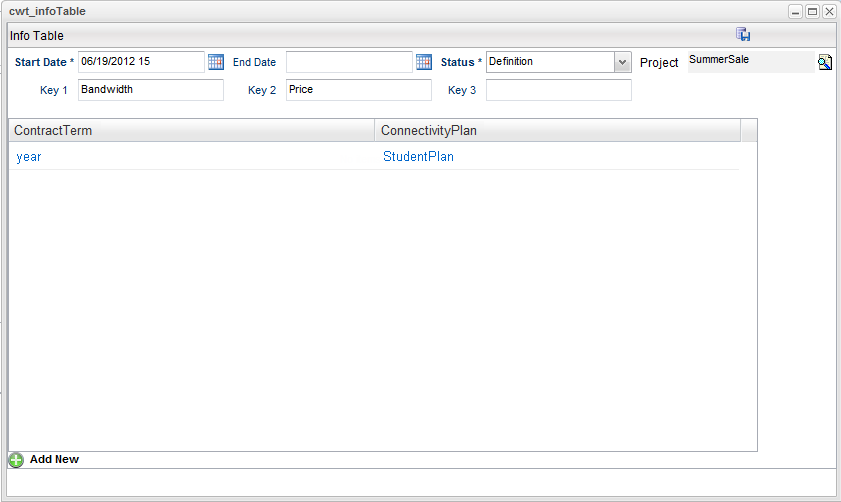 cwt_infoTable
Info Table
Start Date * 06/19/2012 15 End Date Status * Definition Project SummerSale
Key 1 Bandwidth Key 2 Price Key 3
ContractTerm ConnectivityPlan
year StudentPlan
Add New